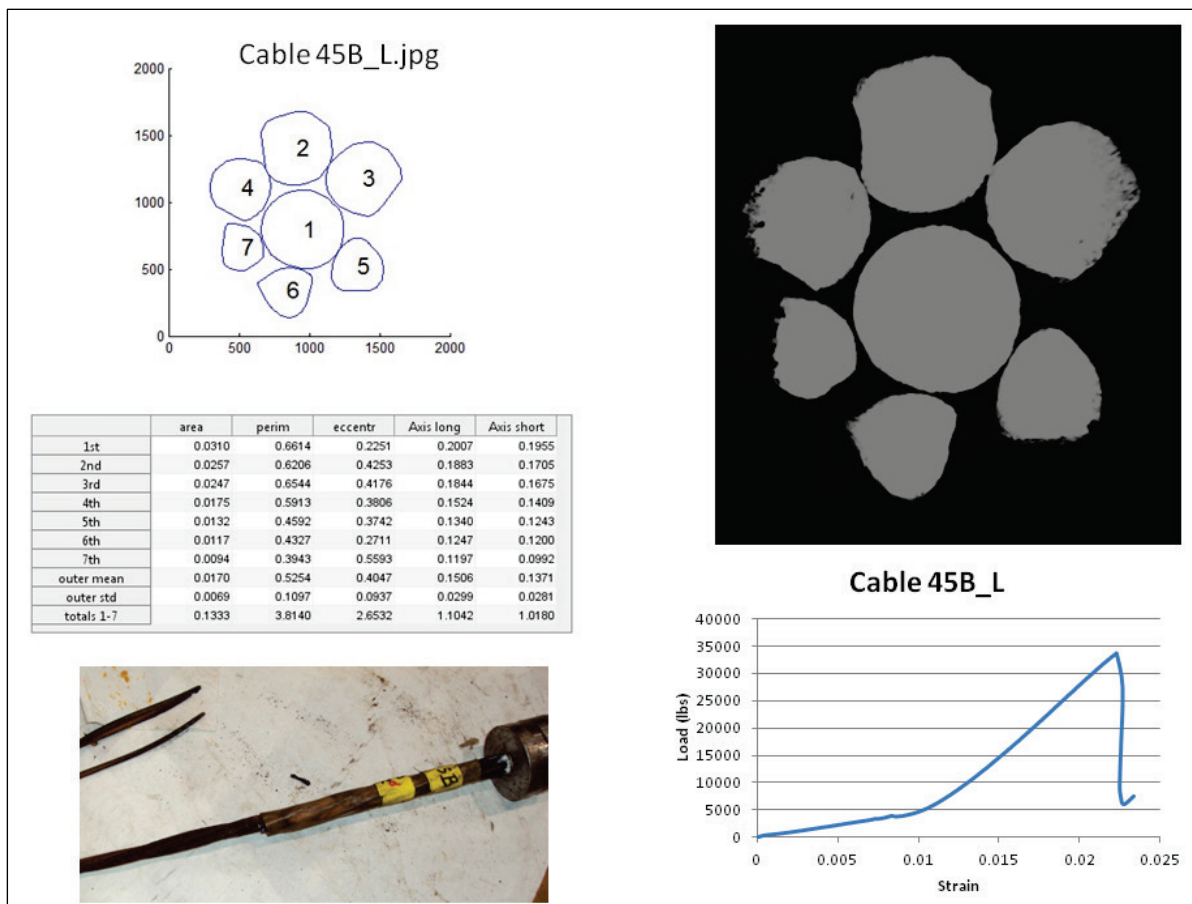 Cable 45B_L.jpg
2000
1500
1000
500
0
0 500 1000 1500 2000
2
3
4
1
7
5
6
area perim eccentr Axis long Axis short
1st 0.0310 0.6614 0.2251 0.2007 0.1955
2nd 0.0257 0.6206 0.4253 0.1883 0.1705
3rd 0.0247 0.6544 0.4176 0.1844 0.1675
4th 0.0175 0.5913 0.3806 0.1524 0.1409
5th 0.0132 0.4592 0.3742 0.1340 0.1243
6th 0.0117 0.4327 0.2711 0.1247 0.1200
7th 0.0094 0.3943 0.5593 0.1197 0.0992
outer mean 0.0170 0.5254 0.4047 0.1506 0.1371
outer std 0.0069 0.1097 0.0937 0.0299 0.0281
totals 1-7 0.1333 3.8140 2.6532 1.1042 1.0180
Cable 45B_L
40000
35000
30000
25000
20000
15000
10000
5000
0
Load (lbs)
0 0.005 0.01 0.015 0.02 0.025
Strain